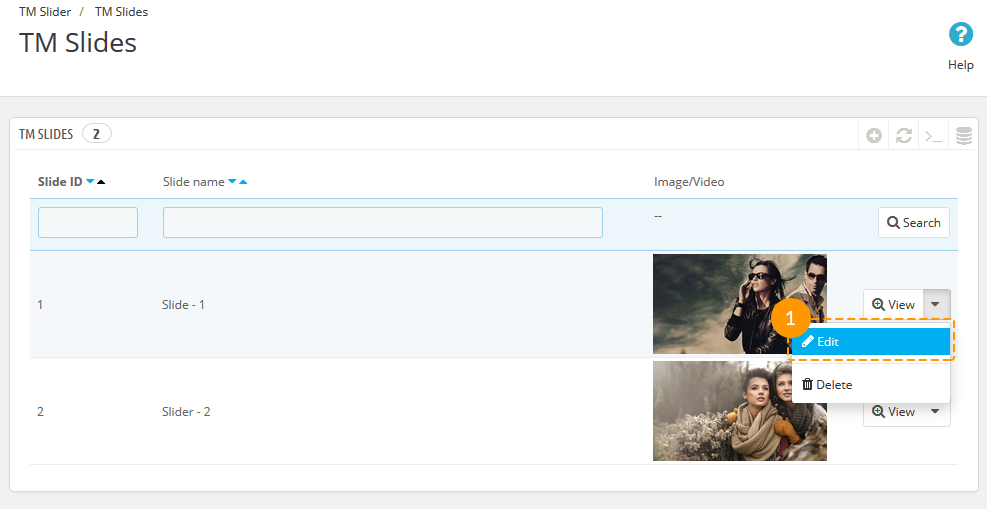 TM Slider / TM Slides
TM Slides
Help
TM SLIDES 2
Slide ID Slide name Image/Video
--
Search
1 Slide - 1 View
1
Edit
Delete
2 Slider - 2 View